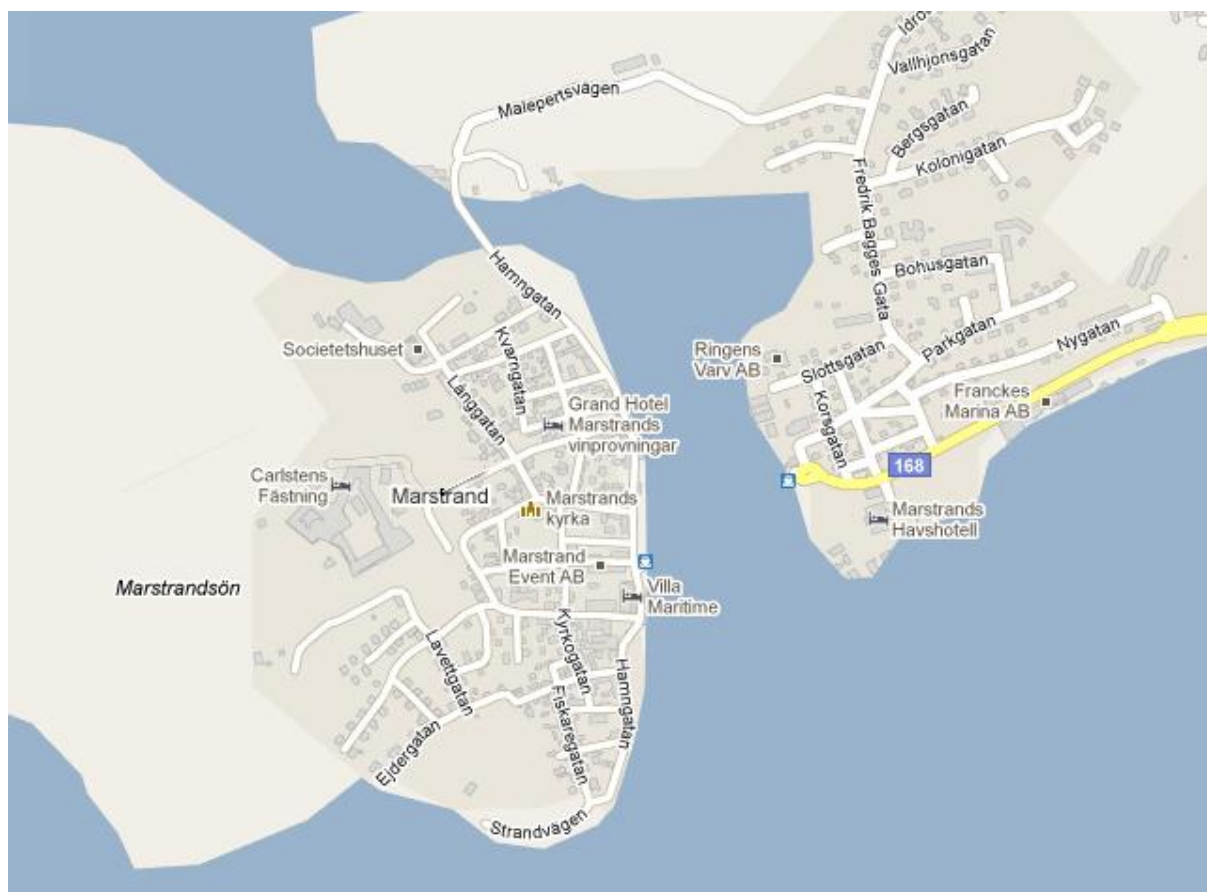 Idros
Vallhjonsgatan
Malepertsvägen
Bergsgatan
Kolonigatan
Fredrik Bagges Gata
Hamngatan
Bohusgatan
Societetshuset
Kvarngatan
Ringens
Varv AB
Slottsgatan
Parkgatan
Nygatan
Långgatan
Grand Hotel
Marstrands
vinprovningar
Korsgatan
Franckes
Marina AB
168
Carlstens
Fästning
Marstrand
Marstrands
kyrka
Marstrands
Havshotell
Marstrand
Event AB
Villa
Maritime
Marstrandsön
Lavettgatan
Kyrkogatan
Hamngatan
Fiskaregatan
Ejdergatan
Strandvägen